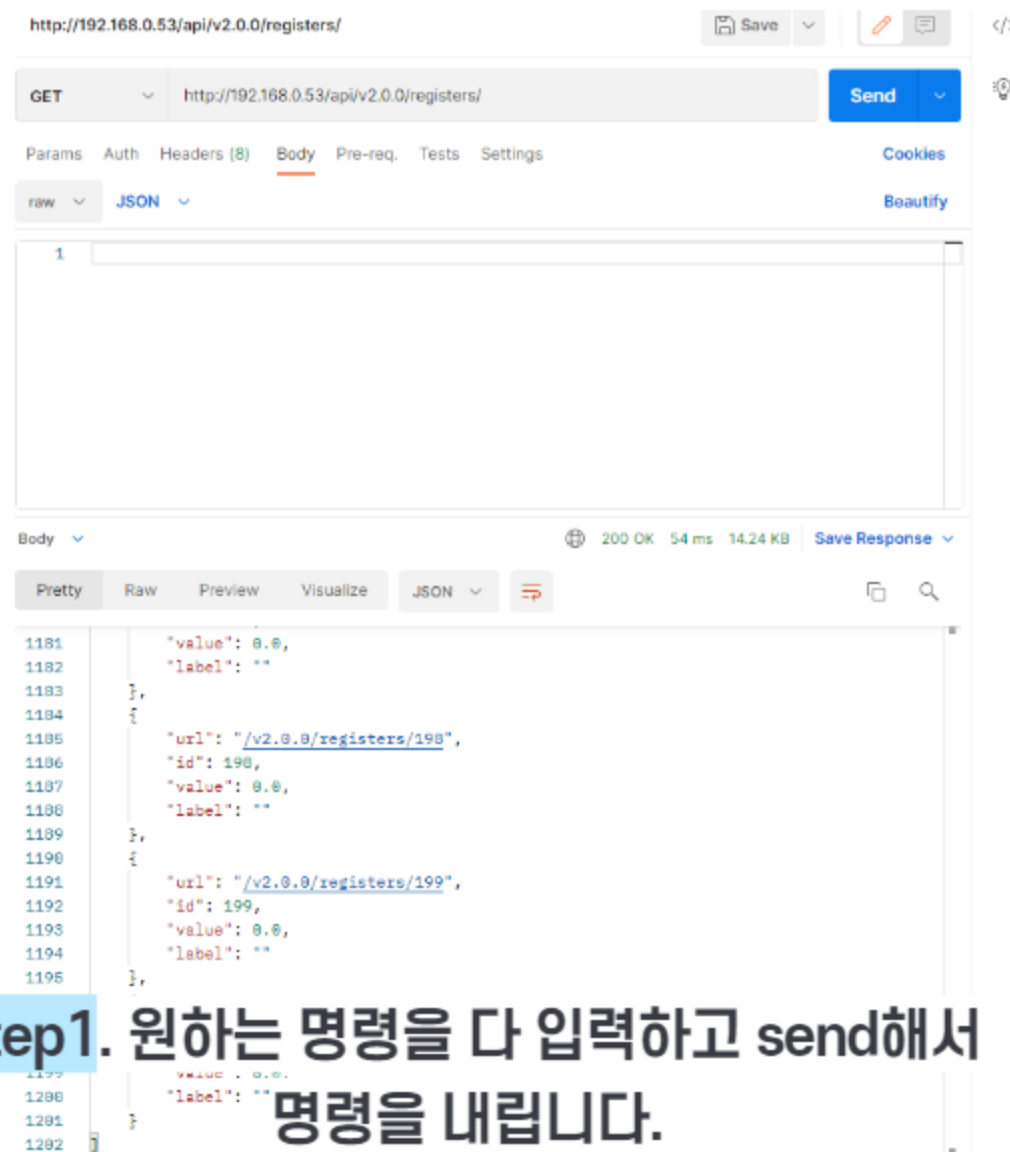 http://192.168.0.53/api/v2.0.0/registers/
Save
GET http://192.168.0.53/api/v2.0.0/registers/ Send
Params Auth Headers (8) Body Pre-req. Tests Settings Cookies
raw JSON Beautify
1
Body 200 OK 54 ms 14.24 KB Save Response
Pretty Raw Preview Visualize JSON
1181 "value": 0.0,
1182 "label": ""
1183 },
1184 {
1185 "url": "/v2.0.0/registers/198",
1186 "id": 198,
1187 "value": 0.0,
1188 "label": ""
1189 },
1190 {
1191 "url": "/v2.0.0/registers/199",
1192 "id": 199,
1193 "value": 0.0,
1194 "label": ""
1195 },
tep1. 원하는 명령을 다 입력하고 send해서
1199 "value": 0.0,
1200 "label": ""
명령을 내립니다.
1201 }
1202 ]